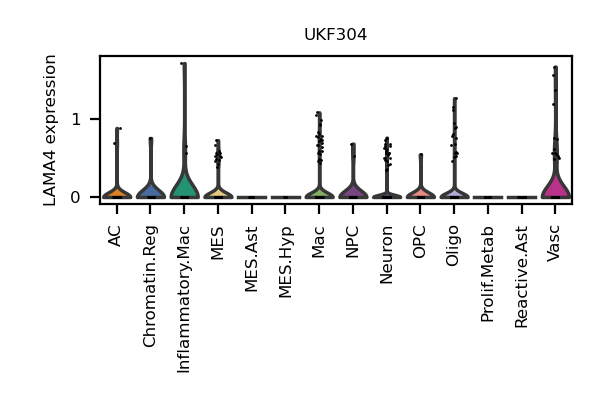 UKF304
LAMA4 expression
1
0
AC
Chromatin.Reg
Inflammatory.Mac
MES
MES.Ast
MES.Hyp
Mac
NPC
Neuron
OPC
Oligo
Prolif.Metab
Reactive.Ast
Vasc